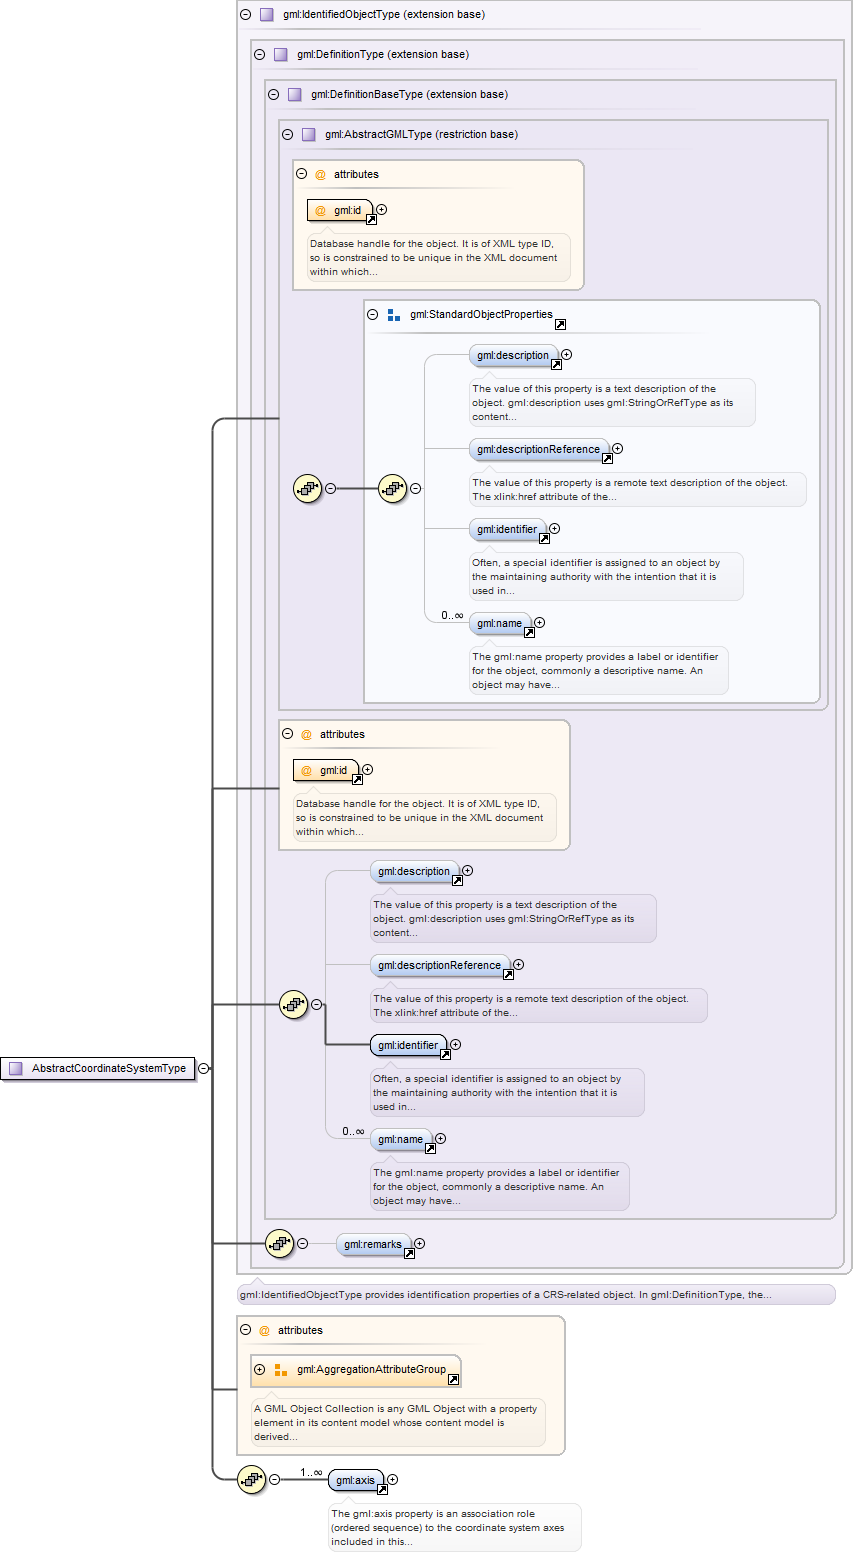 gml:IdentifiedObjectType (extension base)
gml:DefinitionType (extension base)
gml:DefinitionBaseType (extension base)
gml:AbstractGMLType (restriction base)
@ attributes
@ gml:id
Database handle for the object. It is of XML type ID,
so is constrained to be unique in the XML document
within which...
gml:StandardObjectProperties
gml:description
The value of this property is a text description of the
object. gml:description uses gml:StringOrRefType as its
content...
gml:descriptionReference
The value of this property is a remote text description of the object.
The xlink:href attribute of the...
gml:identifier
Often, a special identifier is assigned to an object by
the maintaining authority with the intention that it is
used in...
0..∞
gml:name
The gml:name property provides a label or identifier
for the object, commonly a descriptive name. An
object may have...
@ attributes
@ gml:id
Database handle for the object. It is of XML type ID,
so is constrained to be unique in the XML document
within which...
gml:description
The value of this property is a text description of the
object. gml:description uses gml:StringOrRefType as its
content...
gml:descriptionReference
The value of this property is a remote text description of the object.
The xlink:href attribute of the...
gml:identifier
AbstractCoordinateSystemType
Often, a special identifier is assigned to an object by
the maintaining authority with the intention that it is
used in...
0..∞
gml:name
The gml:name property provides a label or identifier
for the object, commonly a descriptive name. An
object may have...
gml:remarks
gml:IdentifiedObjectType provides identification properties of a CRS-related object. In gml:DefinitionType, the...
@ attributes
gml:AggregationAttributeGroup
A GML Object Collection is any GML Object with a property
element in its content model whose content model is
derived...
1..∞
gml:axis
The gml:axis property is an association role
(ordered sequence) to the coordinate system axes
included in this...